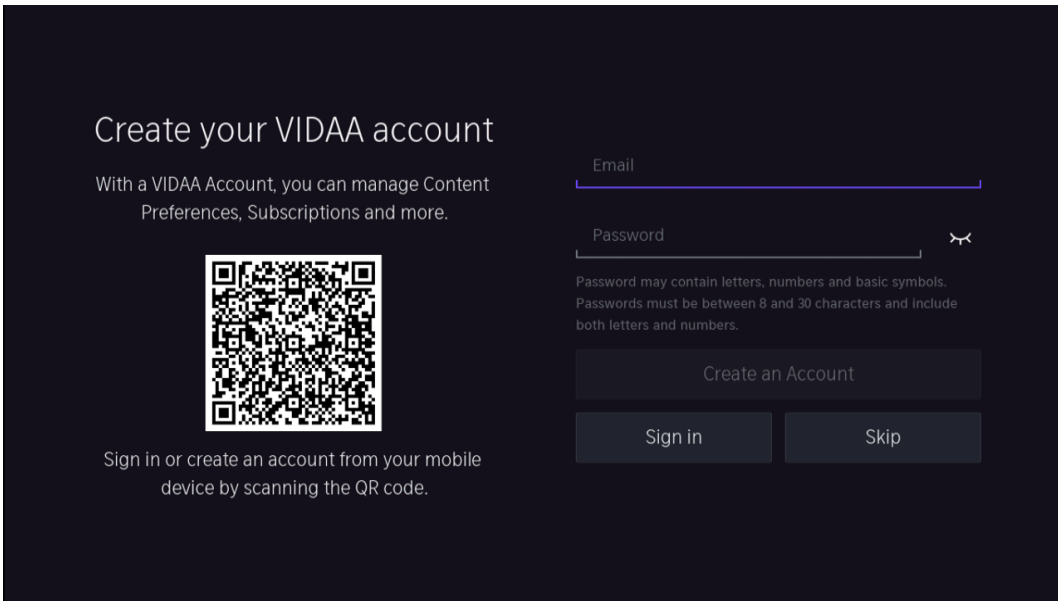 Create your VIDAA account
With a VIDAA Account, you can manage Content
Preferences, Subscriptions and more.
Sign in or create an account from your mobile
device by scanning the QR code.
Email
Password
Password may contain letters, numbers and basic symbols.
Passwords must be between 8 and 30 characters and include
both letters and numbers.
Create an Account
Sign in
Skip